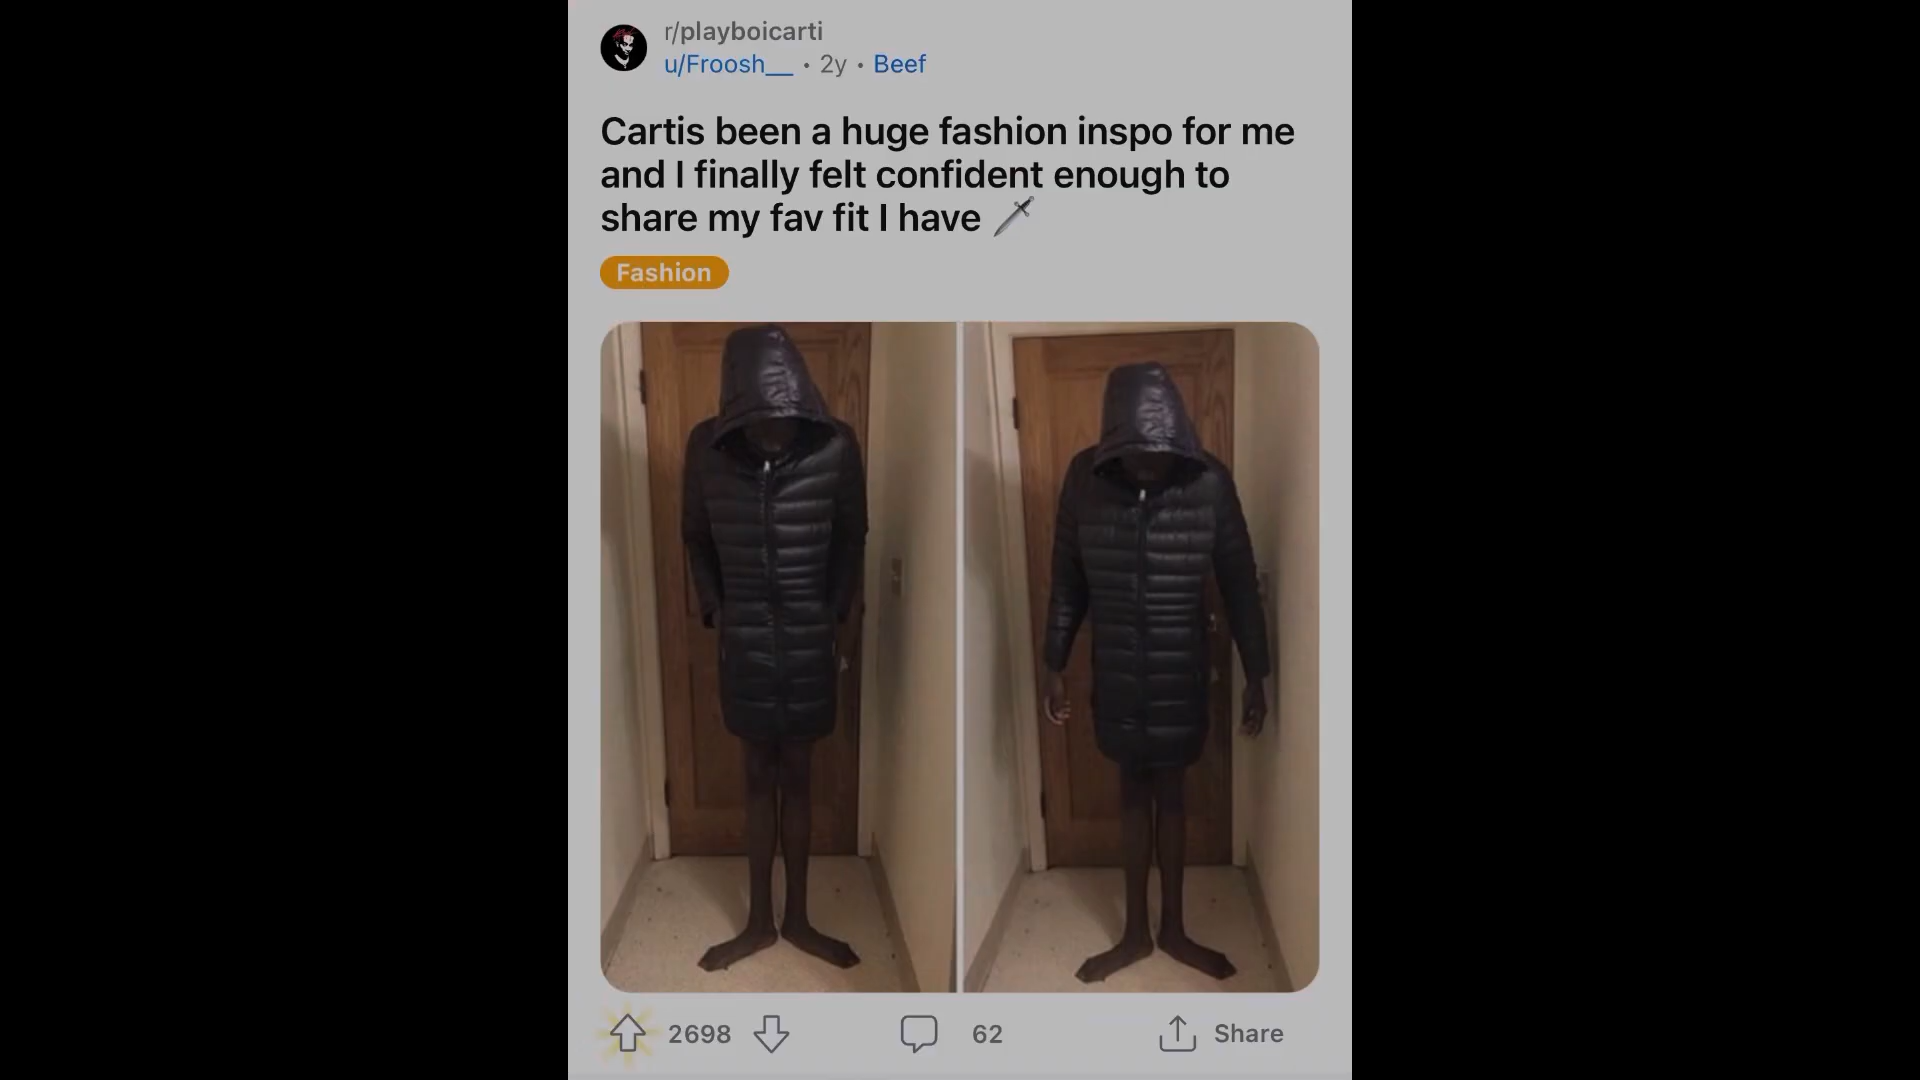 r/playboicarti
u/Froosh__ • 2y • Beef
Cartis been a huge fashion inspo for me
and I finally felt confident enough to
share my fav fit I have 🗡️
Fashion
2698
62
Share